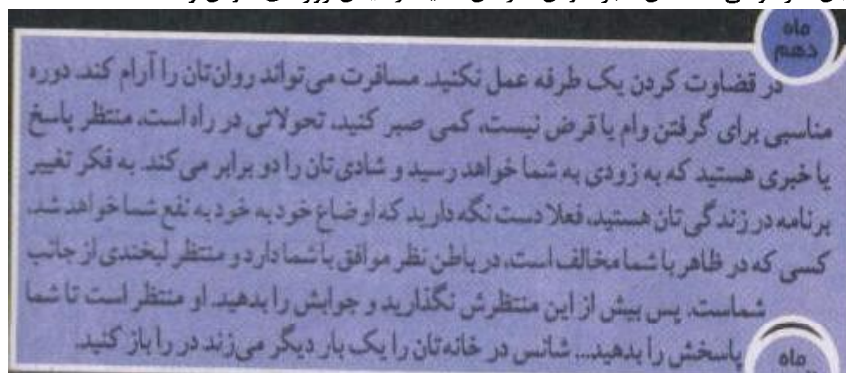 ماه
دهم
در قضاوت کردن یک طرفه عمل نکنید. مسافرت می‌تواند روان‌تان را آرام کند. دوره
مناسبی برای گرفتن وام یا قرض نیست، کمی صبر کنید. تحولاتی در راه است، منتظر پاسخ
یا خبری هستید که به زودی به شما خواهد رسید و شادی‌تان را دو برابر می‌کند. به فکر تغییر
برنامه در زندگی‌تان هستید، فعلا دست نگه دارید که اوضاع خود به خود به نفع شما خواهد شد.
کسی که در ظاهر با شما مخالف است، در باطن نظر موافق با شما دارد و منتظر لبخندی از جانب
شماست. پس بیش از این منتظرش نگذارید و جوابش را بدهید. او منتظر است تا شما
پاسخش را بدهید... شانس در خانه‌تان را یک بار دیگر می‌زند در را باز کنید.
ماه